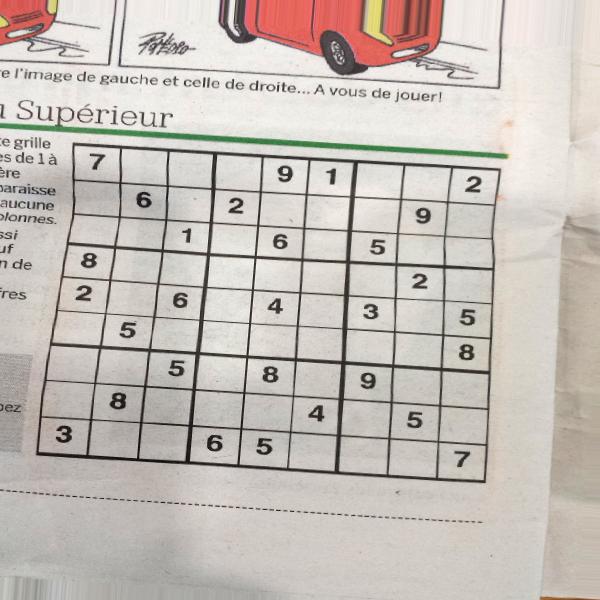 e l'image de gauche et celle de droite... A vous de jouer!
u Supérieur
te grille
es de 1 à
ère
paraisse
aucune
olonnes.
ssi
uf
n de
fres
pez
7 9 1 2
6 2 9
1 6 5
8 2
2 6 4 3 5
5 8
5 8 9
8 4 5
3 6 5 7